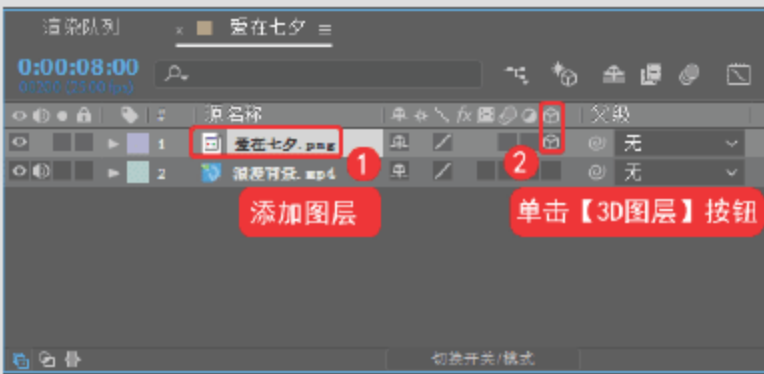 渲染队列 × 爱在七夕 ≡
0:00:08:00
源名称 fx 父级
1 爱在七夕.png 无
2 浪漫背景.mp4 无
1 2
添加图层 单击【3D图层】按钮
切换开关/模式